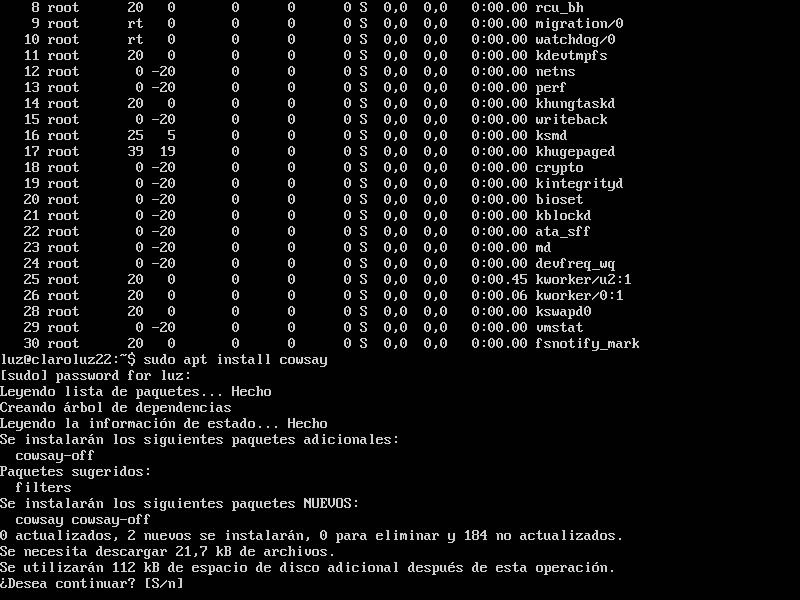 8 root 20 0 0 0 0 S 0,0 0,0 0:00.00 rcu_bh
9 root rt 0 0 0 0 S 0,0 0,0 0:00.00 migration/0
10 root rt 0 0 0 0 S 0,0 0,0 0:00.00 watchdog/0
11 root 20 0 0 0 0 S 0,0 0,0 0:00.00 kdevtmpfs
12 root 0 -20 0 0 0 S 0,0 0,0 0:00.00 netns
13 root 0 -20 0 0 0 S 0,0 0,0 0:00.00 perf
14 root 20 0 0 0 0 S 0,0 0,0 0:00.00 khungtaskd
15 root 0 -20 0 0 0 S 0,0 0,0 0:00.00 writeback
16 root 25 5 0 0 0 S 0,0 0,0 0:00.00 ksmd
17 root 39 19 0 0 0 S 0,0 0,0 0:00.00 khugepaged
18 root 0 -20 0 0 0 S 0,0 0,0 0:00.00 crypto
19 root 0 -20 0 0 0 S 0,0 0,0 0:00.00 kintegrityd
20 root 0 -20 0 0 0 S 0,0 0,0 0:00.00 bioset
21 root 0 -20 0 0 0 S 0,0 0,0 0:00.00 kblockd
22 root 0 -20 0 0 0 S 0,0 0,0 0:00.00 ata_sff
23 root 0 -20 0 0 0 S 0,0 0,0 0:00.00 md
24 root 0 -20 0 0 0 S 0,0 0,0 0:00.00 devfreq_wq
25 root 20 0 0 0 0 S 0,0 0,0 0:00.45 kworker/u2:1
26 root 20 0 0 0 0 S 0,0 0,0 0:00.06 kworker/0:1
28 root 20 0 0 0 0 S 0,0 0,0 0:00.00 kswapd0
29 root 0 -20 0 0 0 S 0,0 0,0 0:00.00 vmstat
30 root 20 0 0 0 0 S 0,0 0,0 0:00.00 fsnotify_mark
luz@claroluz22:~$ sudo apt install cowsay
[sudo] password for luz:
Leyendo lista de paquetes... Hecho
Creando árbol de dependencias
Leyendo la información de estado... Hecho
Se instalarán los siguientes paquetes adicionales:
cowsay-off
Paquetes sugeridos:
filters
Se instalarán los siguientes paquetes NUEVOS:
cowsay cowsay-off
0 actualizados, 2 nuevos se instalarán, 0 para eliminar y 184 no actualizados.
Se necesita descargar 21,7 kB de archivos.
Se utilizarán 112 kB de espacio de disco adicional después de esta operación.
¿Desea continuar? [S/n]